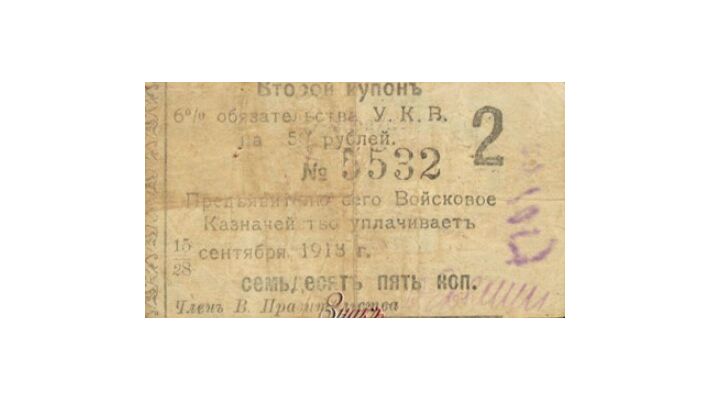 Второй купонъ
6% обязательства У. К. В.
на 50 рублей.
2
№ 5532
Предъявителю сего Войсковое
Казначейство уплачиваетъ
15/28 сентября 1918 г.
семьдесятъ пять коп.
Членъ В. Правительства